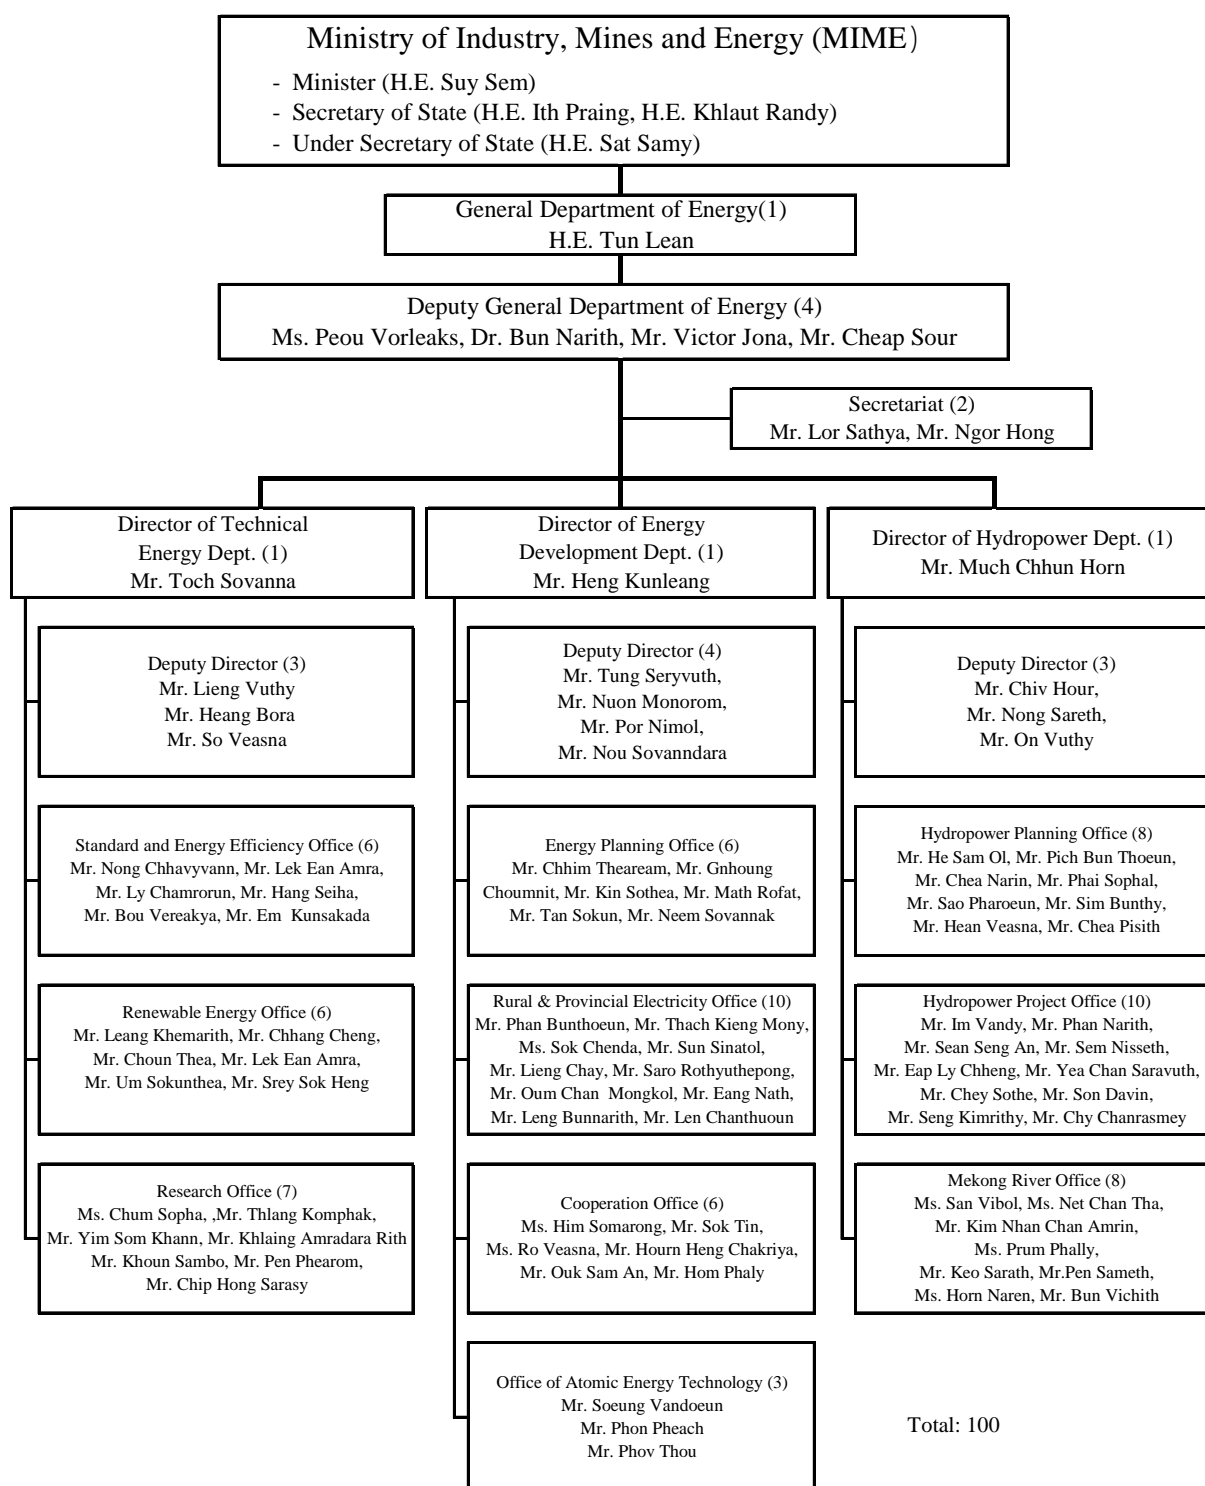 Ministry of Industry, Mines and Energy (MIME)
- Minister (H.E. Suy Sem)
- Secretary of State (H.E. Ith Praing, H.E. Khlaut Randy)
- Under Secretary of State (H.E. Sat Samy)
General Department of Energy(1)
H.E. Tun Lean
Deputy General Department of Energy (4)
Ms. Peou Vorleaks, Dr. Bun Narith, Mr. Victor Jona, Mr. Cheap Sour
Secretariat (2)
Mr. Lor Sathya, Mr. Ngor Hong
Director of Technical
Energy Dept. (1)
Mr. Toch Sovanna
Deputy Director (3)
Mr. Lieng Vuthy
Mr. Heang Bora
Mr. So Veasna
Standard and Energy Efficiency Office (6)
Mr. Nong Chhavyvann, Mr. Lek Ean Amra,
Mr. Ly Chamrorun, Mr. Hang Seiha,
Mr. Bou Vereakya, Mr. Em Kunsakada
Renewable Energy Office (6)
Mr. Leang Khemarith, Mr. Chhang Cheng,
Mr. Choun Thea, Mr. Lek Ean Amra,
Mr. Um Sokunthea, Mr. Srey Sok Heng
Research Office (7)
Ms. Chum Sopha, ,Mr. Thlang Komphak,
Mr. Yim Som Khann, Mr. Khlaing Amradara Rith
Mr. Khoun Sambo, Mr. Pen Phearom,
Mr. Chip Hong Sarasy
Director of Energy
Development Dept. (1)
Mr. Heng Kunleang
Deputy Director (4)
Mr. Tung Seryvuth,
Mr. Nuon Monorom,
Mr. Por Nimol,
Mr. Nou Sovanndara
Energy Planning Office (6)
Mr. Chhim Theareram, Mr. Gnhoung
Choumnit, Mr. Kin Sothea, Mr. Math Rofat,
Mr. Tan Sokun, Mr. Neem Sovannak
Rural & Provincial Electricity Office (10)
Mr. Phan Bunthoeun, Mr. Thach Kieng Mony,
Ms. Sok Chenda, Mr. Sun Sinatol,
Mr. Lieng Chay, Mr. Saro Rothyuthepong,
Mr. Oum Chan Mongkol, Mr. Eang Nath,
Mr. Leng Bunnarith, Mr. Len Chanthuoun
Cooperation Office (6)
Ms. Him Somarong, Mr. Sok Tin,
Ms. Ro Veasna, Mr. Hourn Heng Chakriya,
Mr. Ouk Sam An, Mr. Hom Phaly
Office of Atomic Energy Technology (3)
Mr. Soeung Vandoeun
Mr. Phon Pheach
Mr. Phov Thou
Director of Hydropower Dept. (1)
Mr. Much Chhun Horn
Deputy Director (3)
Mr. Chiv Hour,
Mr. Nong Sareth,
Mr. On Vuthy
Hydropower Planning Office (8)
Mr. He Sam Ol, Mr. Pich Bun Thoeun,
Mr. Chea Narin, Mr. Phai Sophal,
Mr. Sao Pharoeun, Mr. Sim Bunthy,
Mr. Hean Veasna, Mr. Chea Pisith
Hydropower Project Office (10)
Mr. Im Vandy, Mr. Phan Narith,
Mr. Sean Seng An, Mr. Sem Nisseth,
Mr. Eap Ly Chheng, Mr. Yea Chan Saravuth,
Mr. Chey Sothe, Mr. Son Davin,
Mr. Seng Kimrithy, Mr. Chy Chanrasmey
Mekong River Office (8)
Ms. San Vibol, Ms. Net Chan Tha,
Mr. Kim Nhan Chan Amrin,
Ms. Prum Phally,
Mr. Keo Sarath, Mr.Pen Sameth,
Ms. Horn Naren, Mr. Bun Vichith
Total: 100